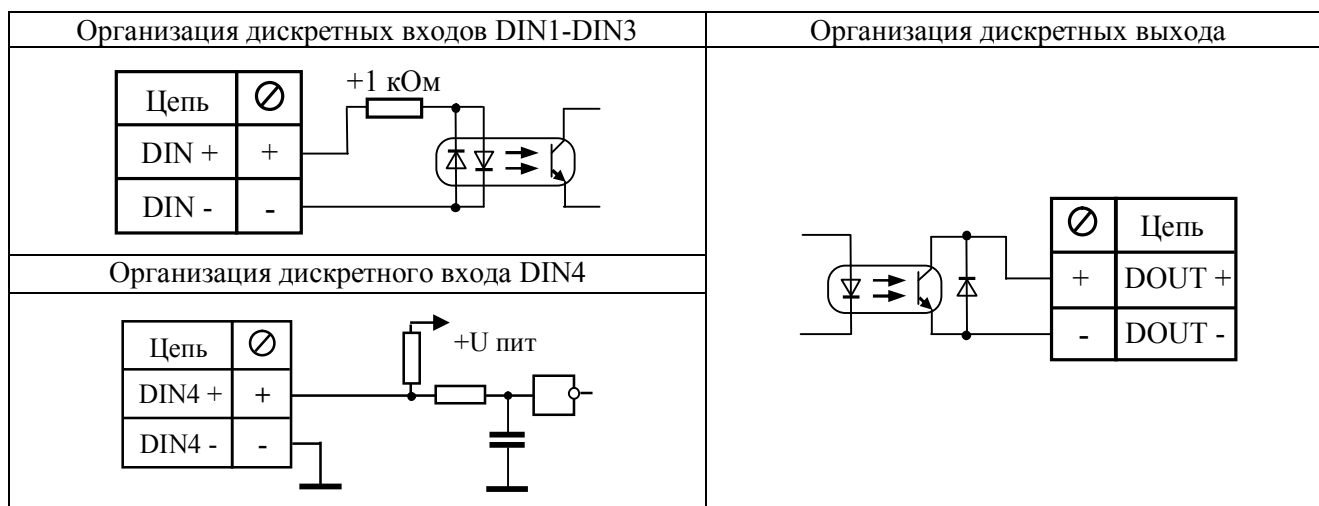 Организация дискретных входов DIN1-DIN3
Цепь
+1 кОм
DIN + +
DIN - -
Организация дискретного входа DIN4
Цепь
+U пит
DIN4 + +
DIN4 - -
Организация дискретных выхода
Цепь
+ DOUT +
- DOUT -